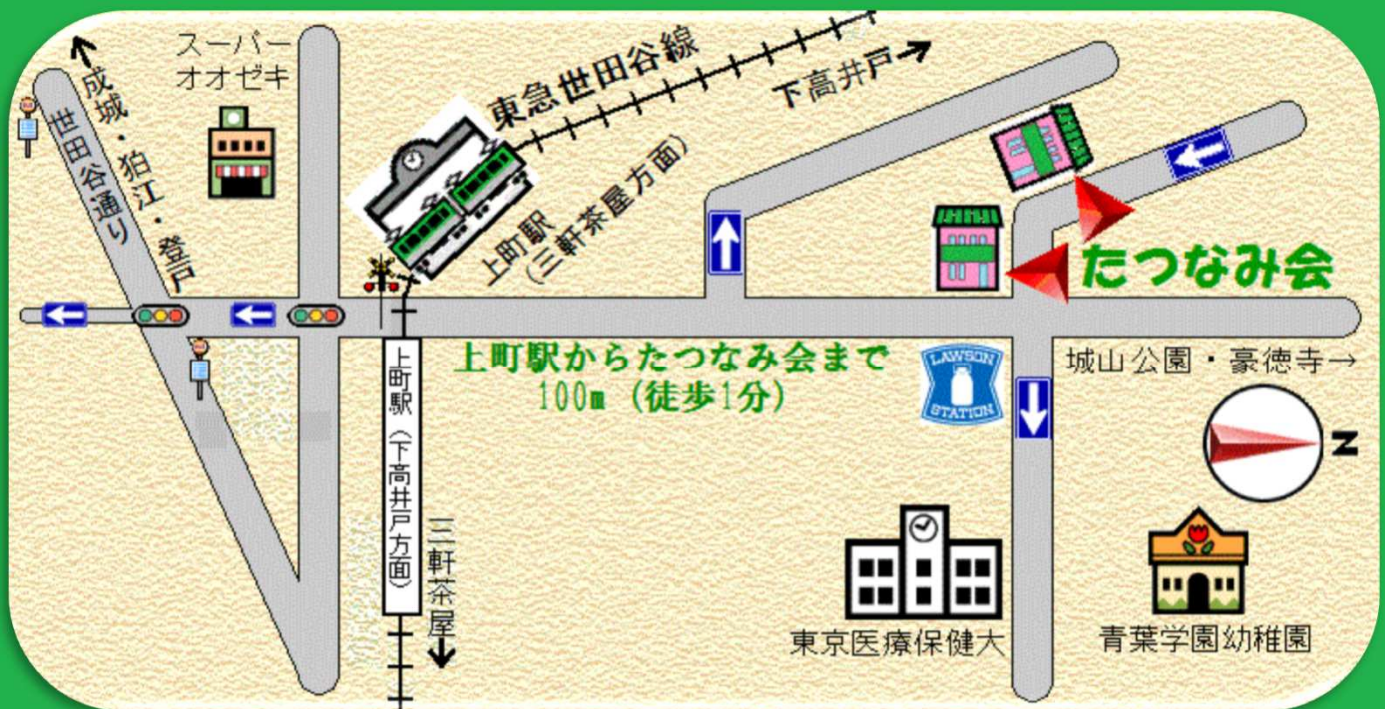 スーパー
オオゼキ
成城・狛江・登戸
世田谷通り
東急世田谷線
下高井戸→
上町駅
(三軒茶屋方面)
たつなみ会
上町駅からたつなみ会まで
100m (徒歩1分)
LAWSON
STATION
城山公園・豪徳寺→
N
上町駅(下高井戸方面)
三軒茶屋
東京医療保健大
青葉学園幼稚園